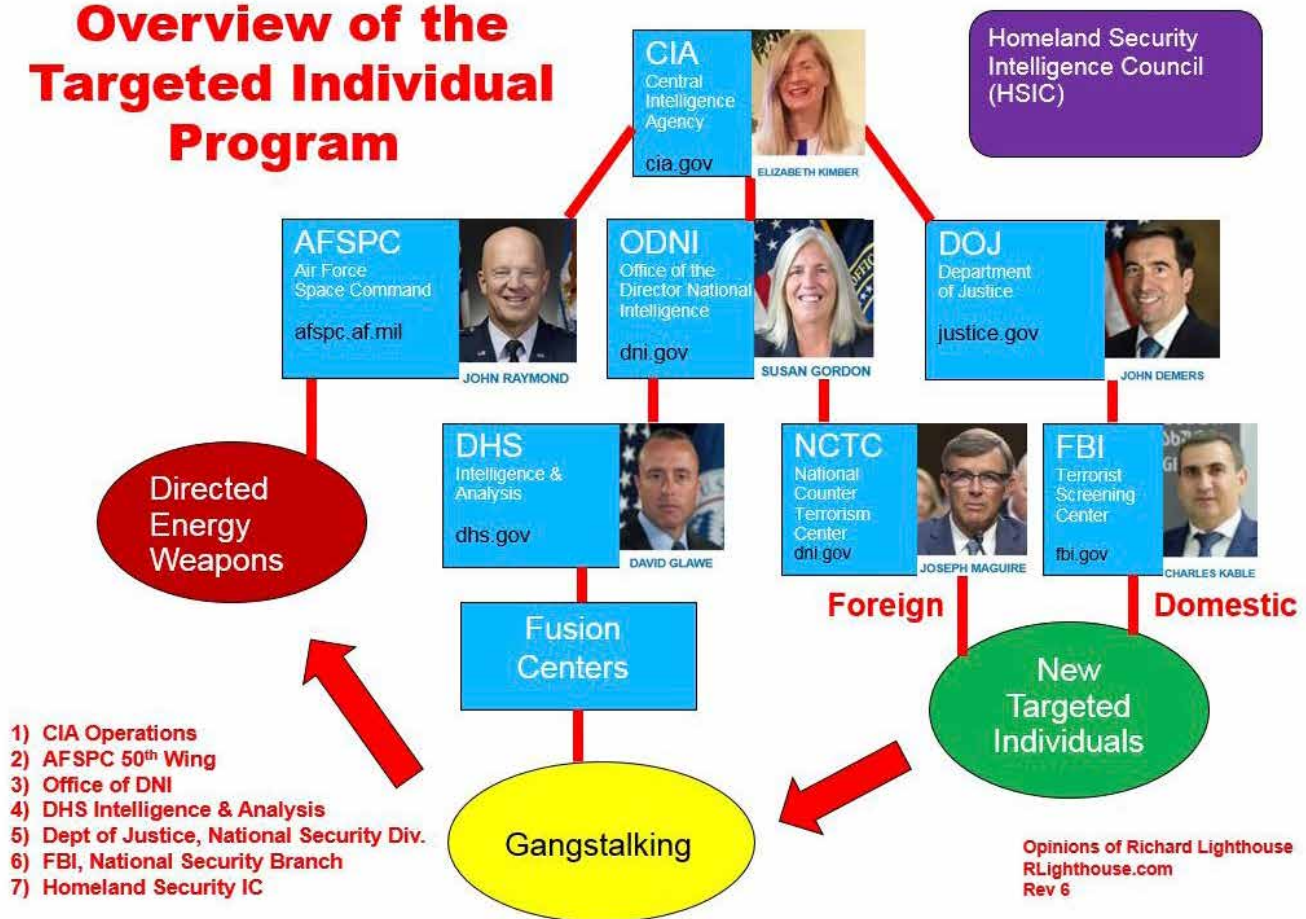 Overview of the
Targeted Individual
Program
CIA
Central
Intelligence
Agency
cia.gov
ELIZABETH KIMBER
Homeland Security
Intelligence Council
(HSIC)
AFSPC
Air Force
Space Command
afspc.af.mil
JOHN RAYMOND
ODNI
Office of the
Director National
Intelligence
dni.gov
SUSAN GORDON
DOJ
Department
of Justice
justice.gov
JOHN DEMERS
Directed
Energy
Weapons
DHS
Intelligence &
Analysis
dhs.gov
DAVID GLAWE
NCTC
National
Counter
Terrorism
Center
dni.gov
JOSEPH MAGUIRE
FBI
Terrorist
Screening
Center
fbi.gov
CHARLES KABLE
Foreign
Domestic
Fusion
Centers
New
Targeted
Individuals
Gangstalking
1) CIA Operations
2) AFSPC 50th Wing
3) Office of DNI
4) DHS Intelligence & Analysis
5) Dept of Justice, National Security Div.
6) FBI, National Security Branch
7) Homeland Security IC
Opinions of Richard Lighthouse
RLighthouse.com
Rev 6